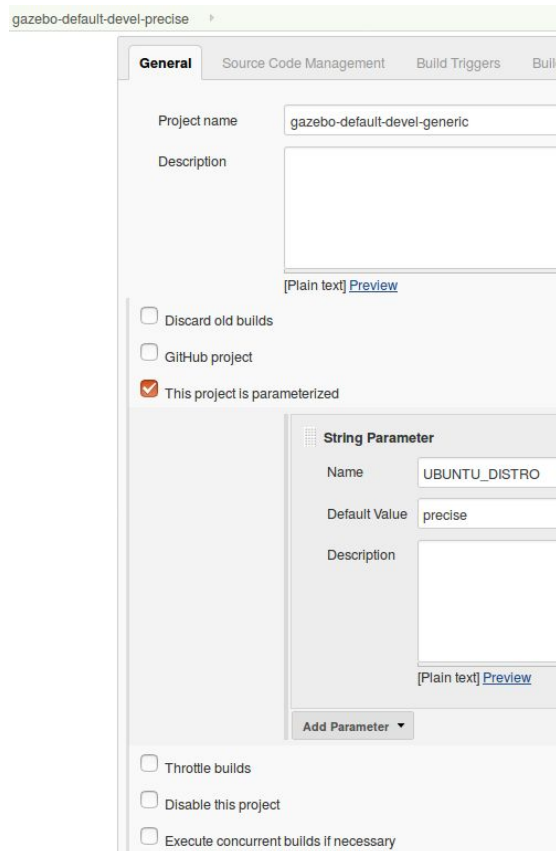 gazebo-default-devel-precise
General Source Code Management Build Triggers
Project name gazebo-default-devel-generic
Description
[Plain text] Preview
Discard old builds
GitHub project
This project is parameterized
String Parameter
Name UBUNTU_DISTRO
Default Value precise
Description
[Plain text] Preview
Add Parameter
Throttle builds
Disable this project
Execute concurrent builds if necessary